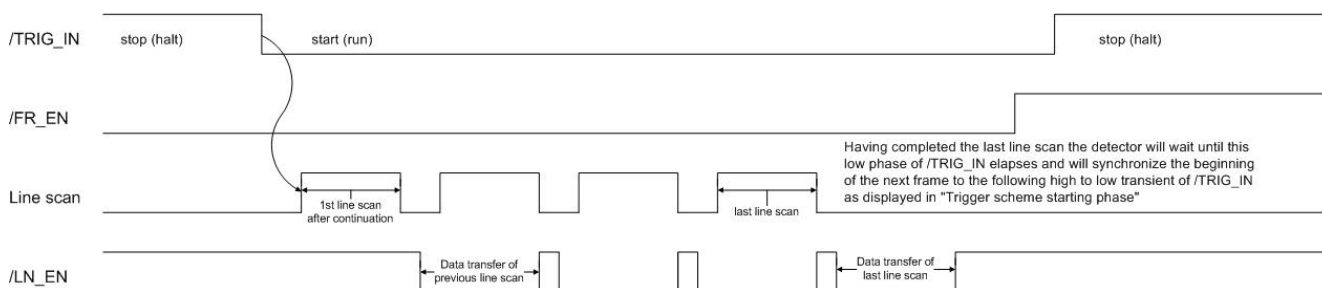 /TRIG_IN
stop (halt)
start (run)
stop (halt)
/FR_EN
Having completed the last line scan the detector will wait until this
low phase of /TRIG_IN elapses and will synchronize the beginning
of the next frame to the following high to low transient of /TRIG_IN
as displayed in "Trigger scheme starting phase"
Line scan
1st line scan
after continuation
last line scan
/LN_EN
Data transfer of
previous line scan
Data transfer of
last line scan